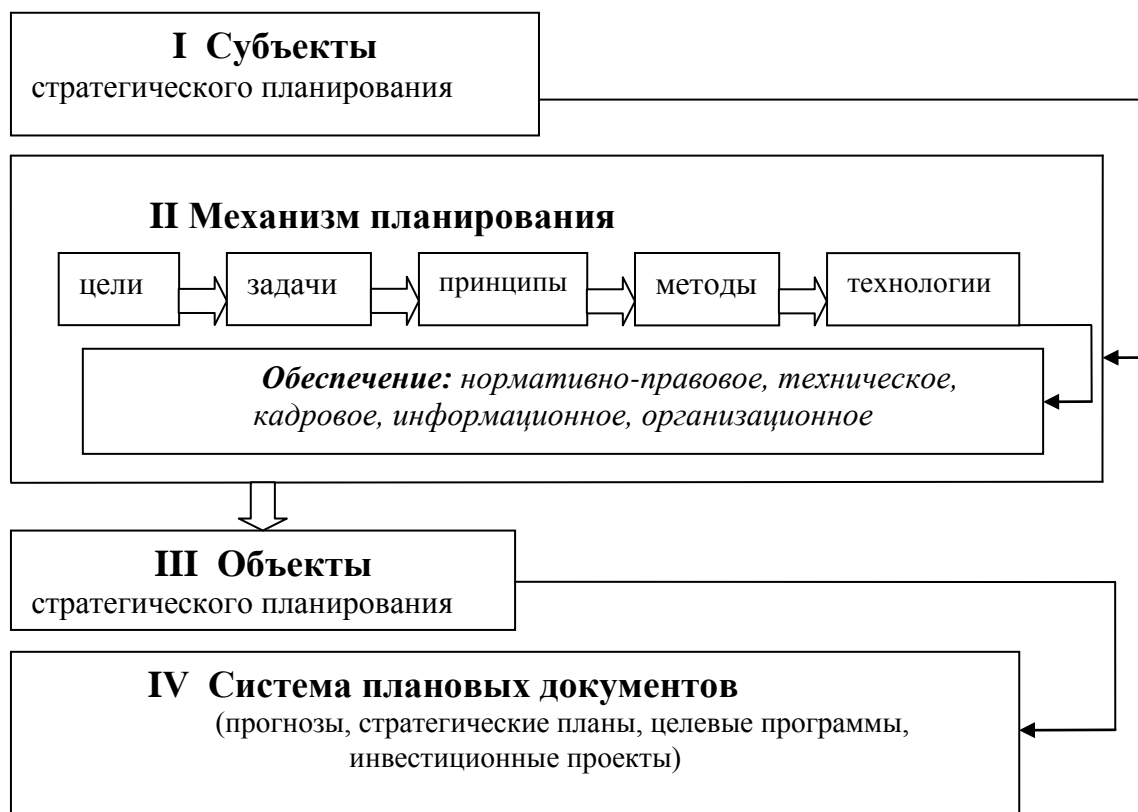 I Субъекты
стратегического планирования
II Механизм планирования
цели
задачи
принципы
методы
технологии
Обеспечение: нормативно-правовое, техническое,
кадровое, информационное, организационное
III Объекты
стратегического планирования
IV Система плановых документов
(прогнозы, стратегические планы, целевые программы,
инвестиционные проекты)